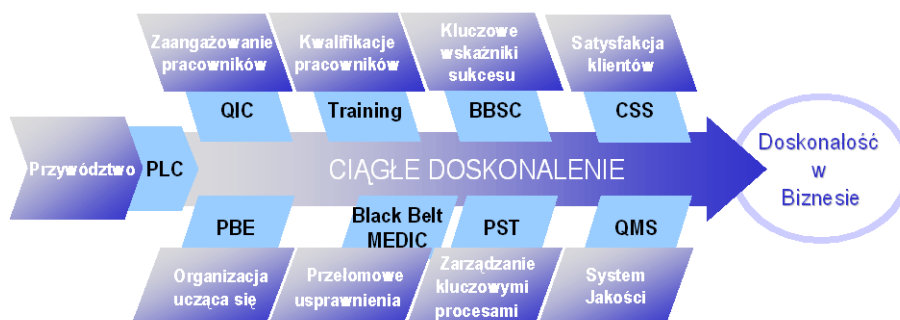 Zaangażowanie
pracowników
Kwalifikacje
pracowników
Kluczowe
wskaźniki
sukcesu
Satysfakcja
klientów
QIC
Training
BBSC
CSS
Przywództwo
PLC
CIĄGŁE DOSKONALENIE
Doskonalość
w
Biznesie
PBE
Black Belt
MEDIC
PST
QMS
Organizacja
ucząca się
Przełomowe
usprawnienia
Zarządzanie
kluczowymi
procesami
System
Jakości